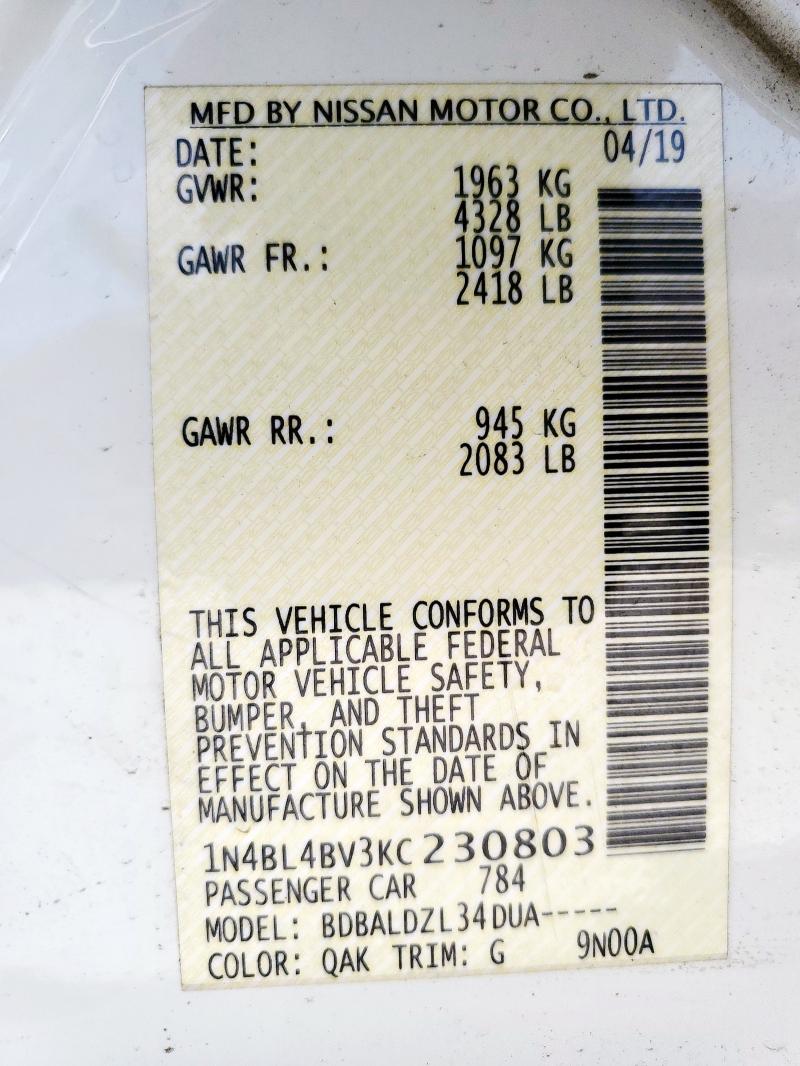 MFD BY NISSAN MOTOR CO., LTD.
DATE: 04/19
GVWR: 1963 KG
4328 LB
GAWR FR.: 1097 KG
2418 LB
GAWR RR.: 945 KG
2083 LB
THIS VEHICLE CONFORMS TO
ALL APPLICABLE FEDERAL
MOTOR VEHICLE SAFETY,
BUMPER, AND THEFT
PREVENTION STANDARDS IN
EFFECT ON THE DATE OF
MANUFACTURE SHOWN ABOVE.
1N4BL4BV3KC230803
PASSENGER CAR 784
MODEL: BDBALDZL34DUA-----
COLOR: QAK TRIM: G 9N00A